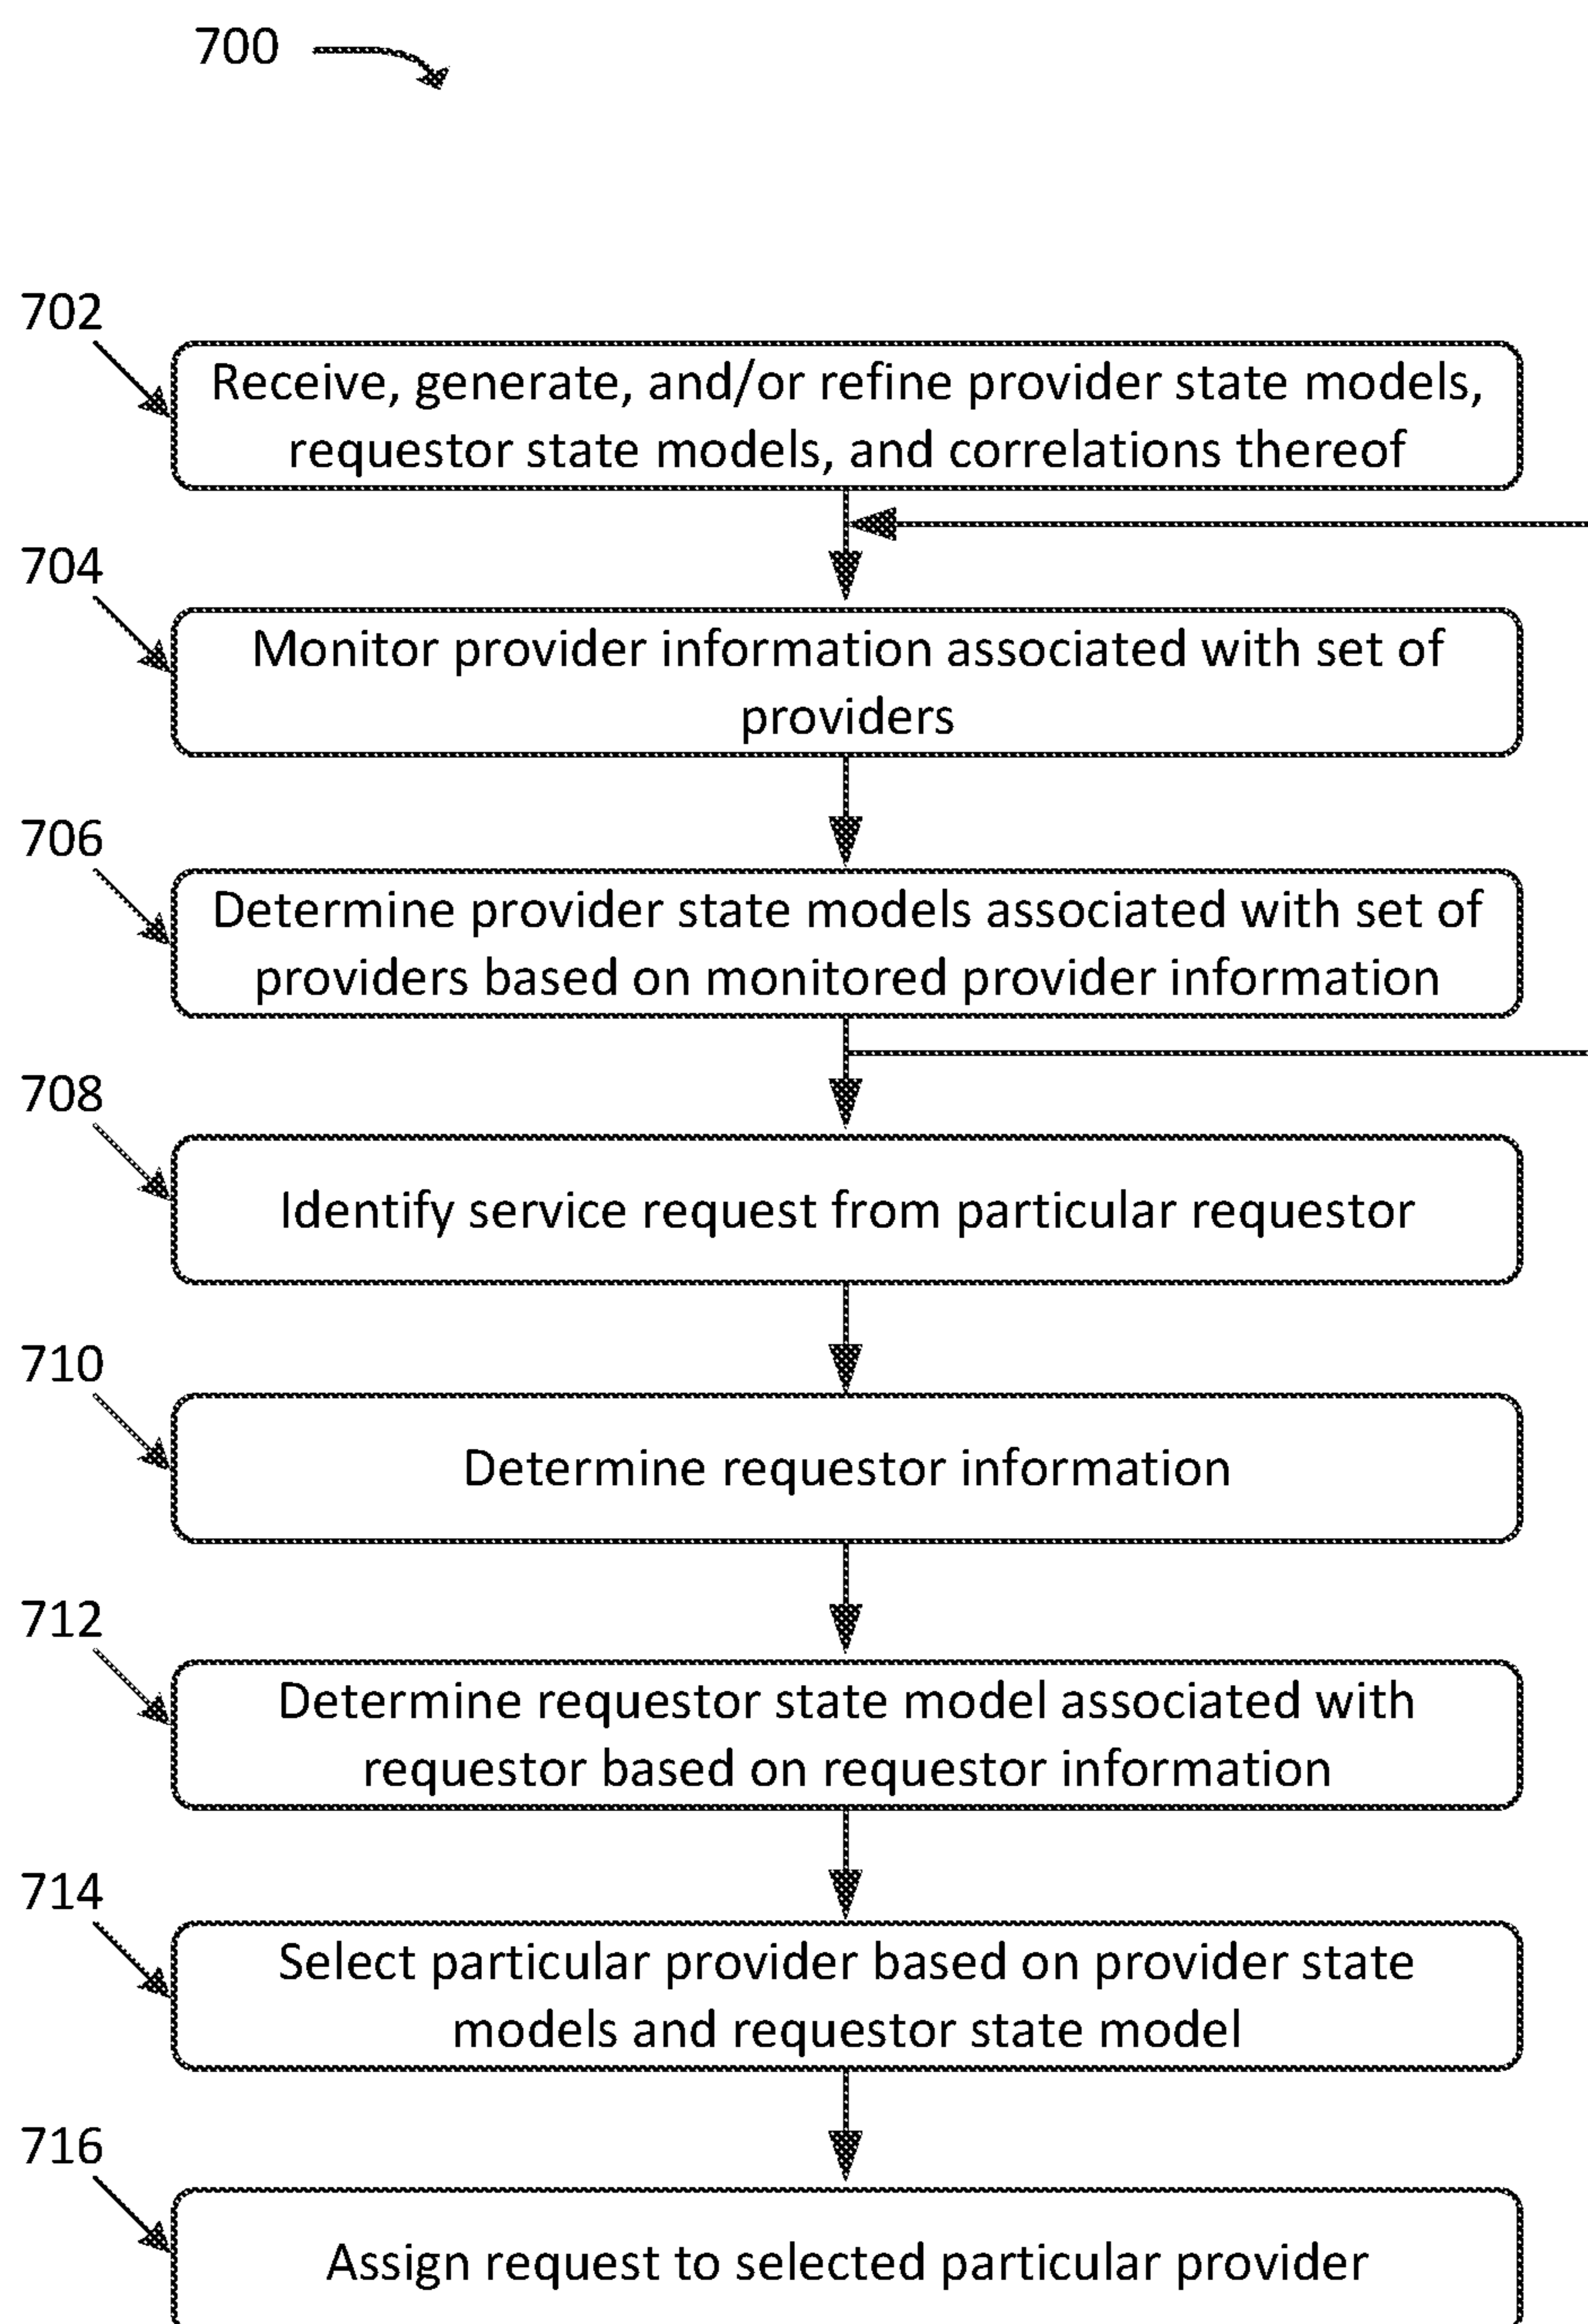 700
702
Receive, generate, and/or refine provider state models,
requestor state models, and correlations thereof
704
Monitor provider information associated with set of
providers
706
Determine provider state models associated with set of
providers based on monitored provider information
708
Identify service request from particular requestor
710
Determine requestor information
712
Determine requestor state model associated with
requestor based on requestor information
714
Select particular provider based on provider state
models and requestor state model
716
Assign request to selected particular provider